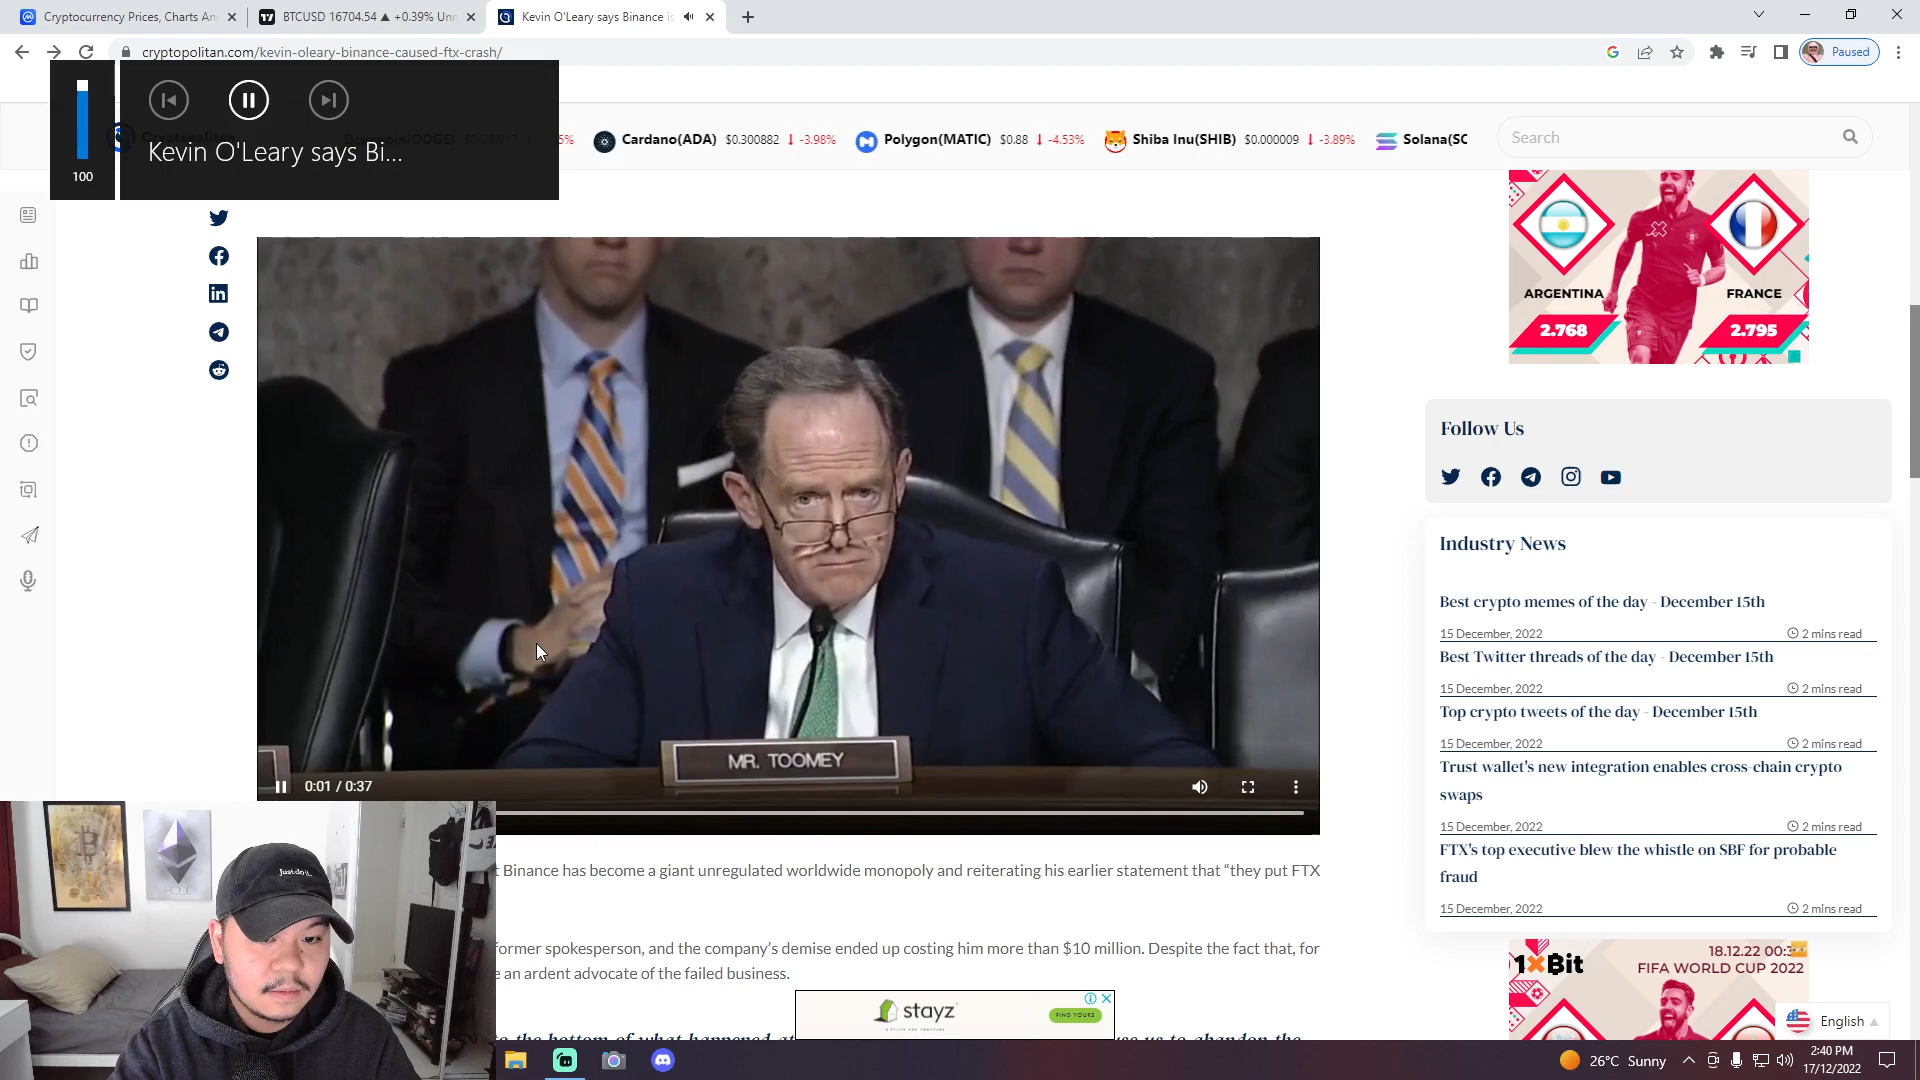 Cryptocurrency Prices, Charts An
BTCUSD 16704.54 ▲ +0.39% Unn
Kevin O'Leary says Binance is
cryptopolitan.com/kevin-oleary-binance-caused-ftx-crash/
Paused
100
Kevin O'Leary says Bi...
Cardano(ADA) $0.300882 ↓ -3.98%
Polygon(MATIC) $0.88 ↓ -4.53%
Shiba Inu(SHIB) $0.000009 ↓ -3.89%
Solana(SC
Search
ARGENTINA
FRANCE
2.768
2.795
Follow Us
Industry News
Best crypto memes of the day - December 15th
15 December, 2022
2 mins read
Best Twitter threads of the day - December 15th
15 December, 2022
2 mins read
Top crypto tweets of the day - December 15th
15 December, 2022
2 mins read
Trust wallet's new integration enables cross-chain crypto
swaps
15 December, 2022
2 mins read
FTX's top executive blew the whistle on SBF for probable
fraud
15 December, 2022
2 mins read
MR. TOOMEY
0:01 / 0:37
t Binance has become a giant unregulated worldwide monopoly and reiterating his earlier statement that “they put FTX
ormer spokesperson, and the company’s demise ended up costing him more than $10 million. Despite the fact that, for
e an ardent advocate of the failed business.
stayz
FIND YOURS
Just do it.
1xBit
18.12.22 00:3
FIFA WORLD CUP 2022
English
26°C Sunny
2:40 PM
17/12/2022